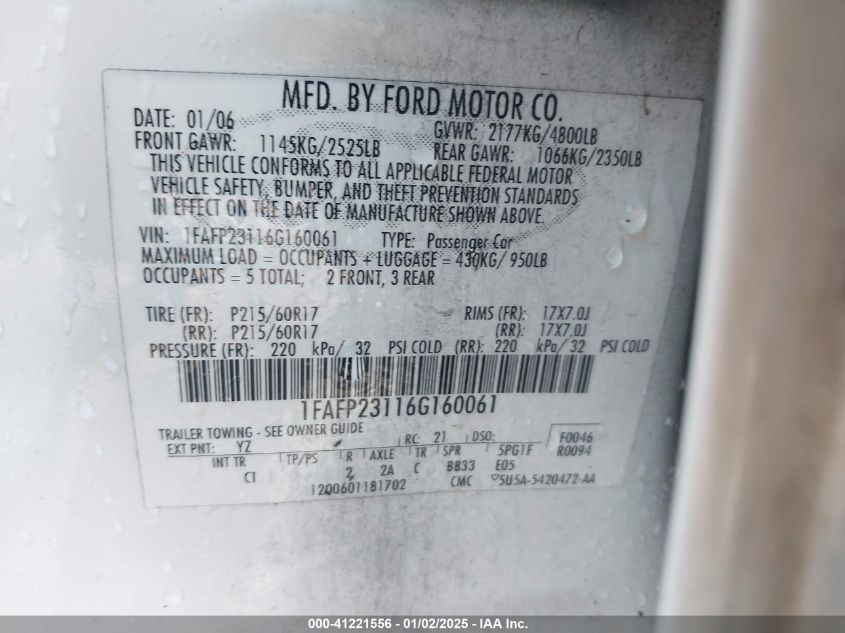 MFD. BY FORD MOTOR CO.
DATE: 01/06 GVWR: 2177KG/4800LB
FRONT GAWR: 1145KG/2525LB REAR GAWR: 1066KG/2350LB
THIS VEHICLE CONFORMS TO ALL APPLICABLE FEDERAL MOTOR
VEHICLE SAFETY, BUMPER, AND THEFT PREVENTION STANDARDS
IN EFFECT ON THE DATE OF MANUFACTURE SHOWN ABOVE.
VIN: 1FAFP23116G160061 TYPE: Passenger Car
MAXIMUM LOAD = OCCUPANTS + LUGGAGE = 430KG/ 950LB
OCCUPANTS = 5 TOTAL; 2 FRONT, 3 REAR
TIRE (FR): P215/60R17 RIMS (FR): 17X7.0J
(RR): P215/60R17 (RR): 17X7.0J
PRESSURE (FR): 220 kPa/ 32 PSI COLD (RR): 220 kPa/ 32 PSI COLD
1FAFP23116G160061
TRAILER TOWING - SEE OWNER GUIDE
EXT PNT: YZ RC: 21 DSO: F0046
INT TR TP/PS R AXLE TR SPR 5PG1F R0094
CT 2 2A C BB33 E05
1200601181702 CMC 5U5A-5420472-AA
000-41221556 - 01/02/2025 - IAA Inc.